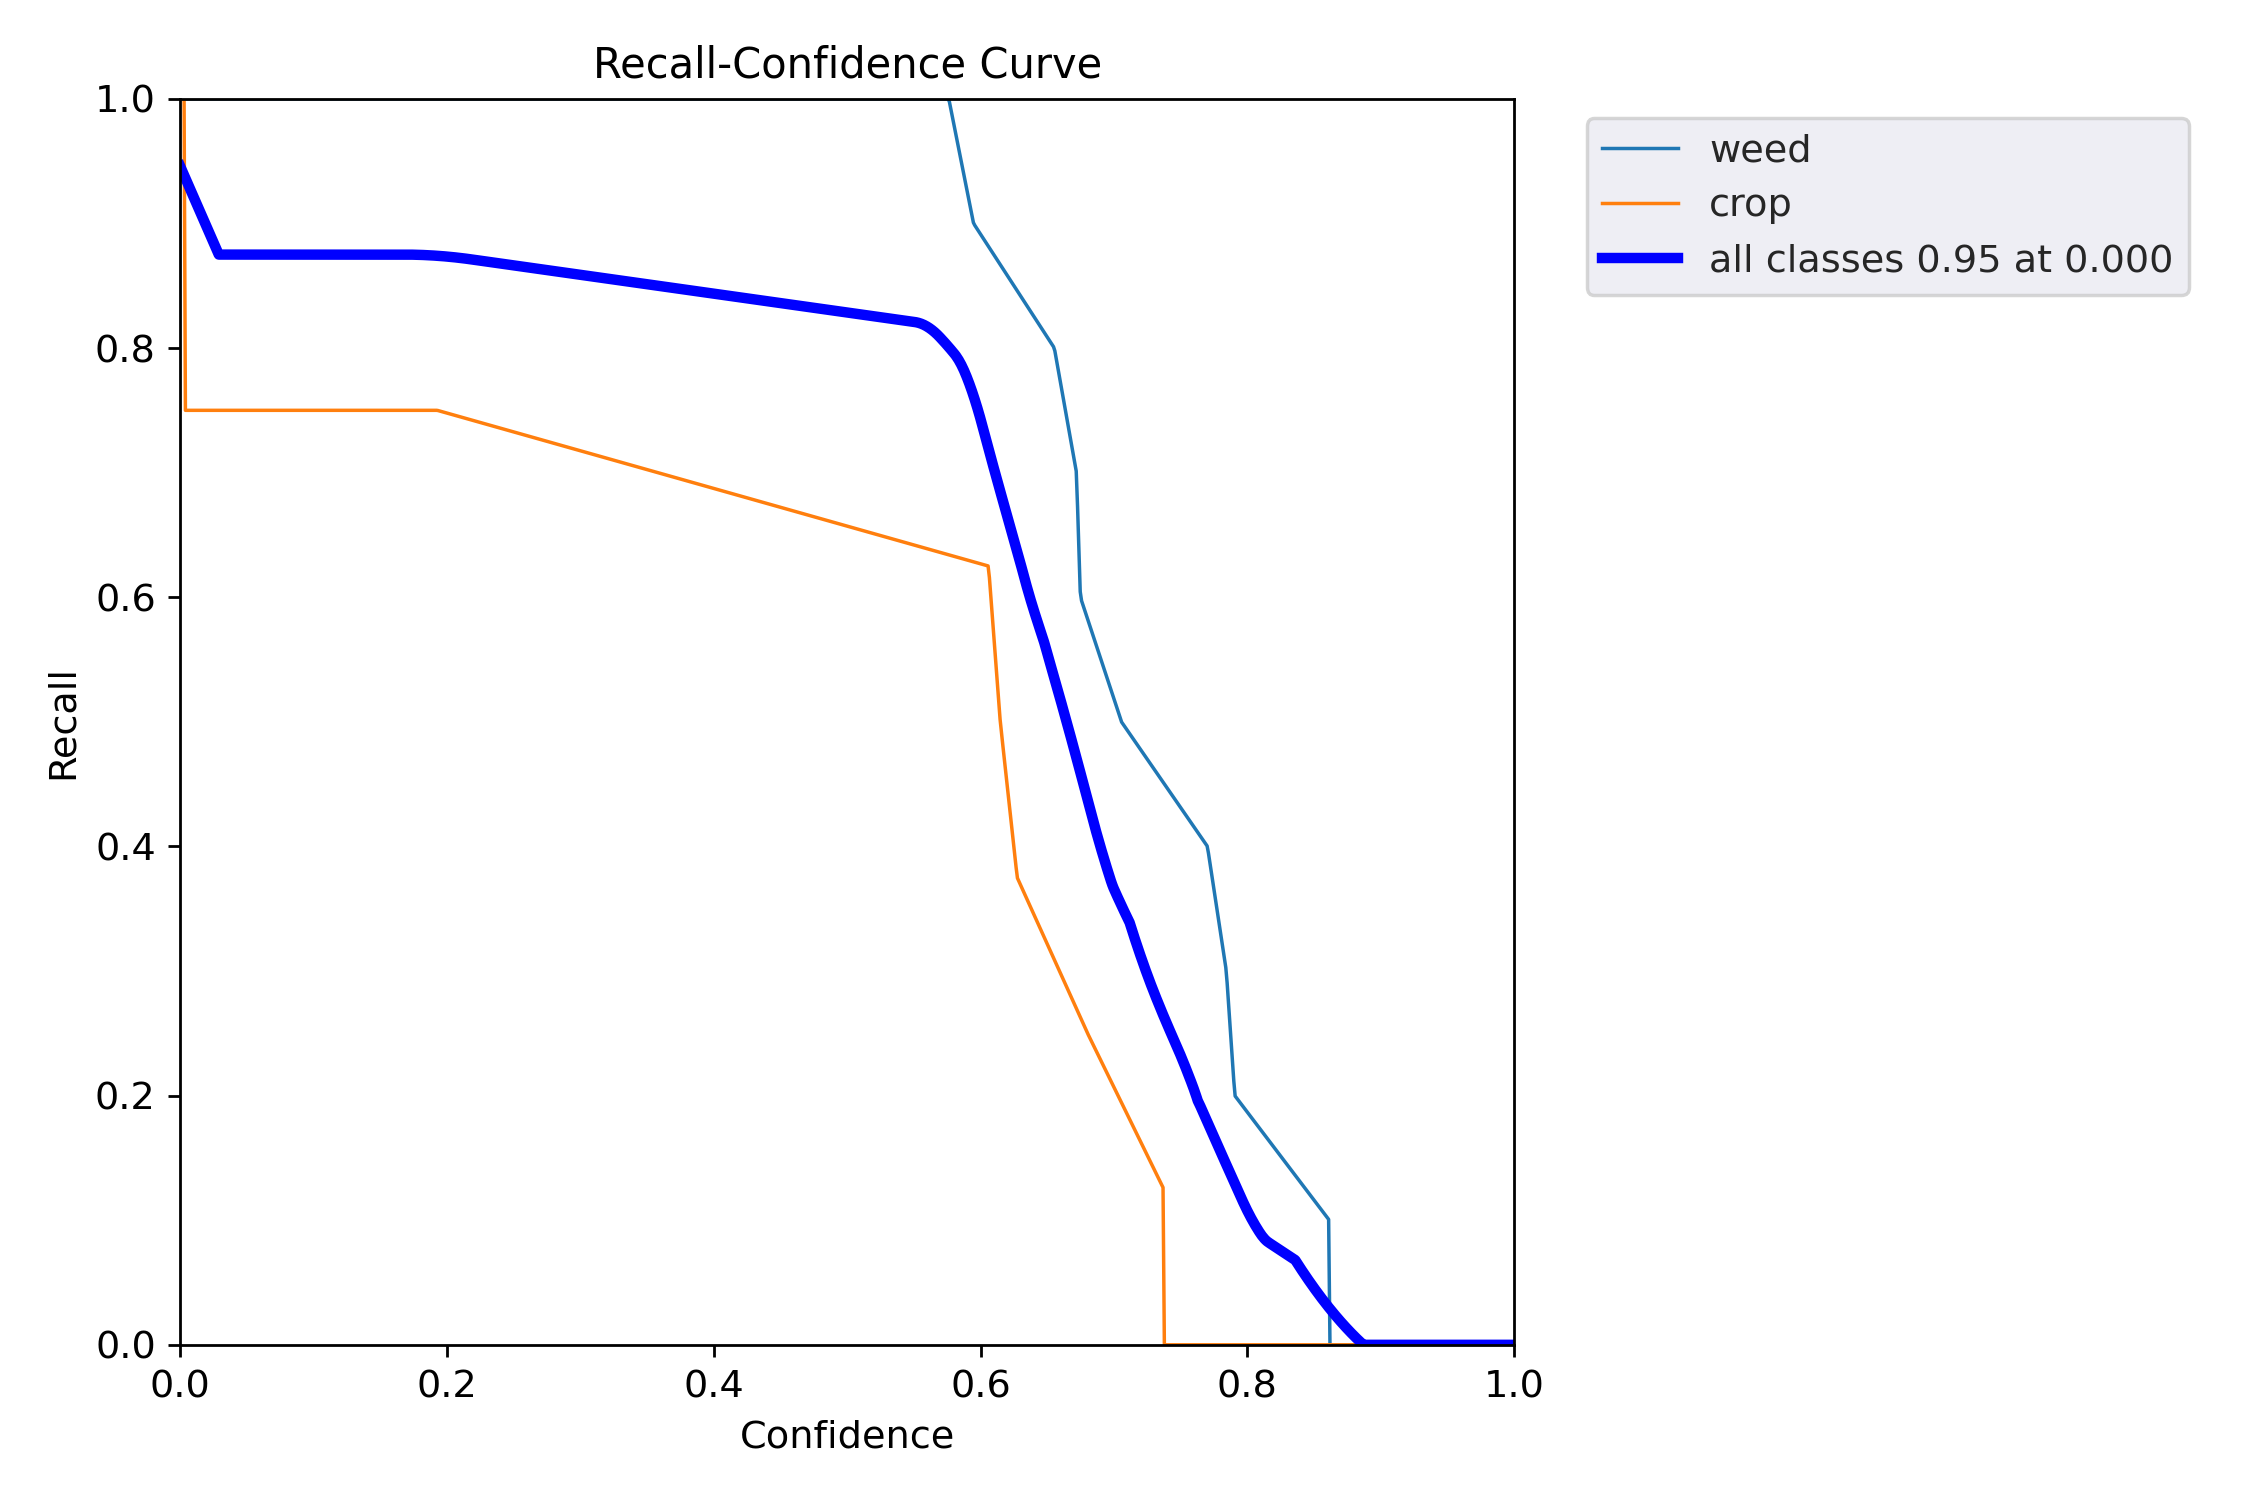 Recall-Confidence Curve
1.0
0.8
0.6
0.4
0.2
0.0
Recall
0.0 0.2 0.4 0.6 0.8 1.0
Confidence
weed
crop
all classes 0.95 at 0.000